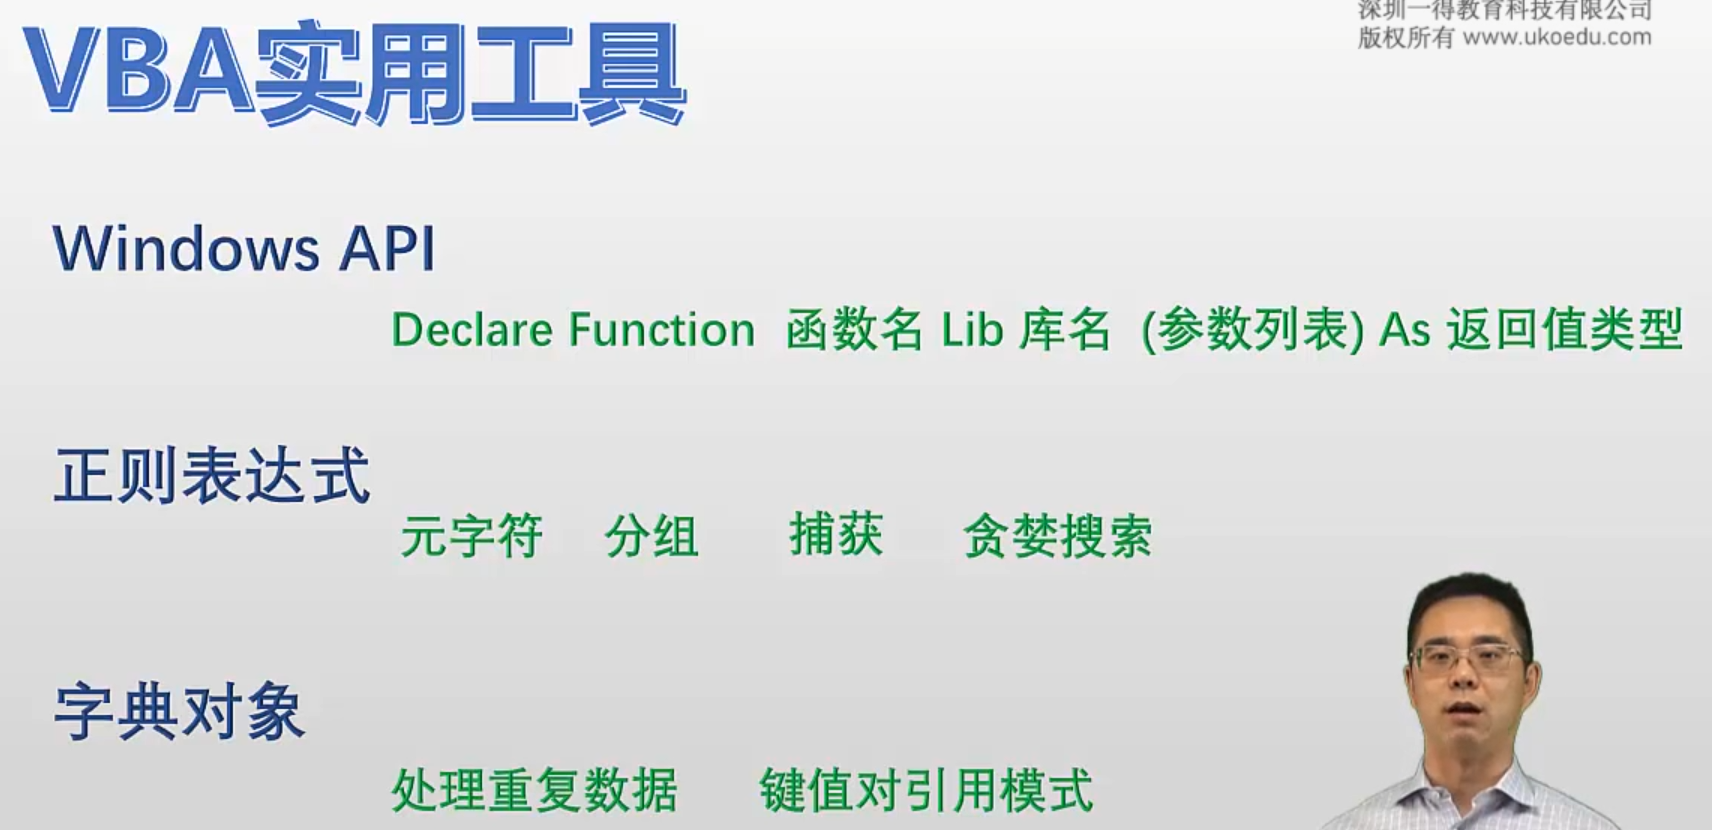 深圳一得教育科技有限公司
版权所有 www.ukoedu.com
VBA实用工具
Windows API
Declare Function 函数名 Lib 库名 (参数列表) As 返回值类型
正则表达式
元字符 分组 捕获 贪婪搜索
字典对象
处理重复数据 键值对引用模式